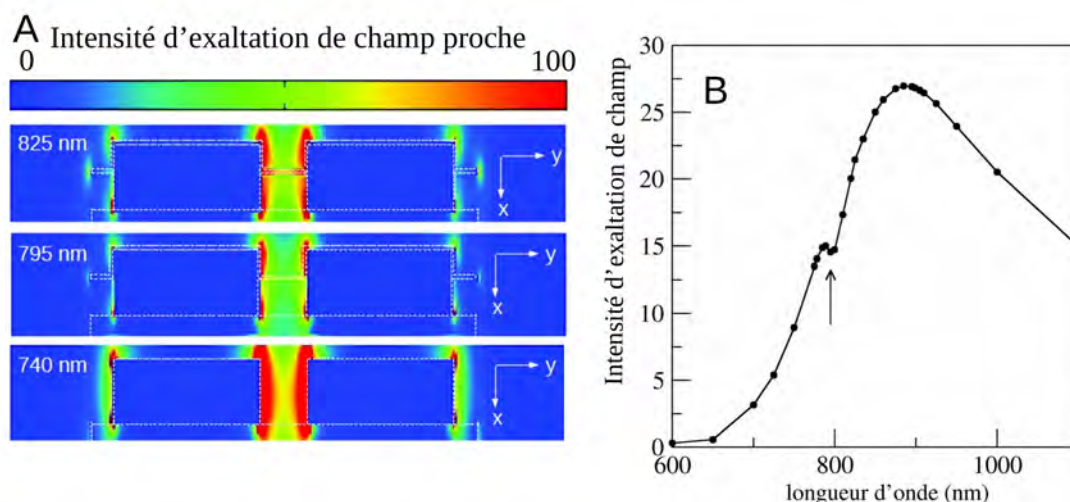 A
Intensité d'exaltation de champ proche
0
100
825 nm
y
x
795 nm
y
x
740 nm
y
x
B
Intensité d'exaltation de champ
30
25
20
15
10
5
0
600
800
1000
longueur d'onde (nm)